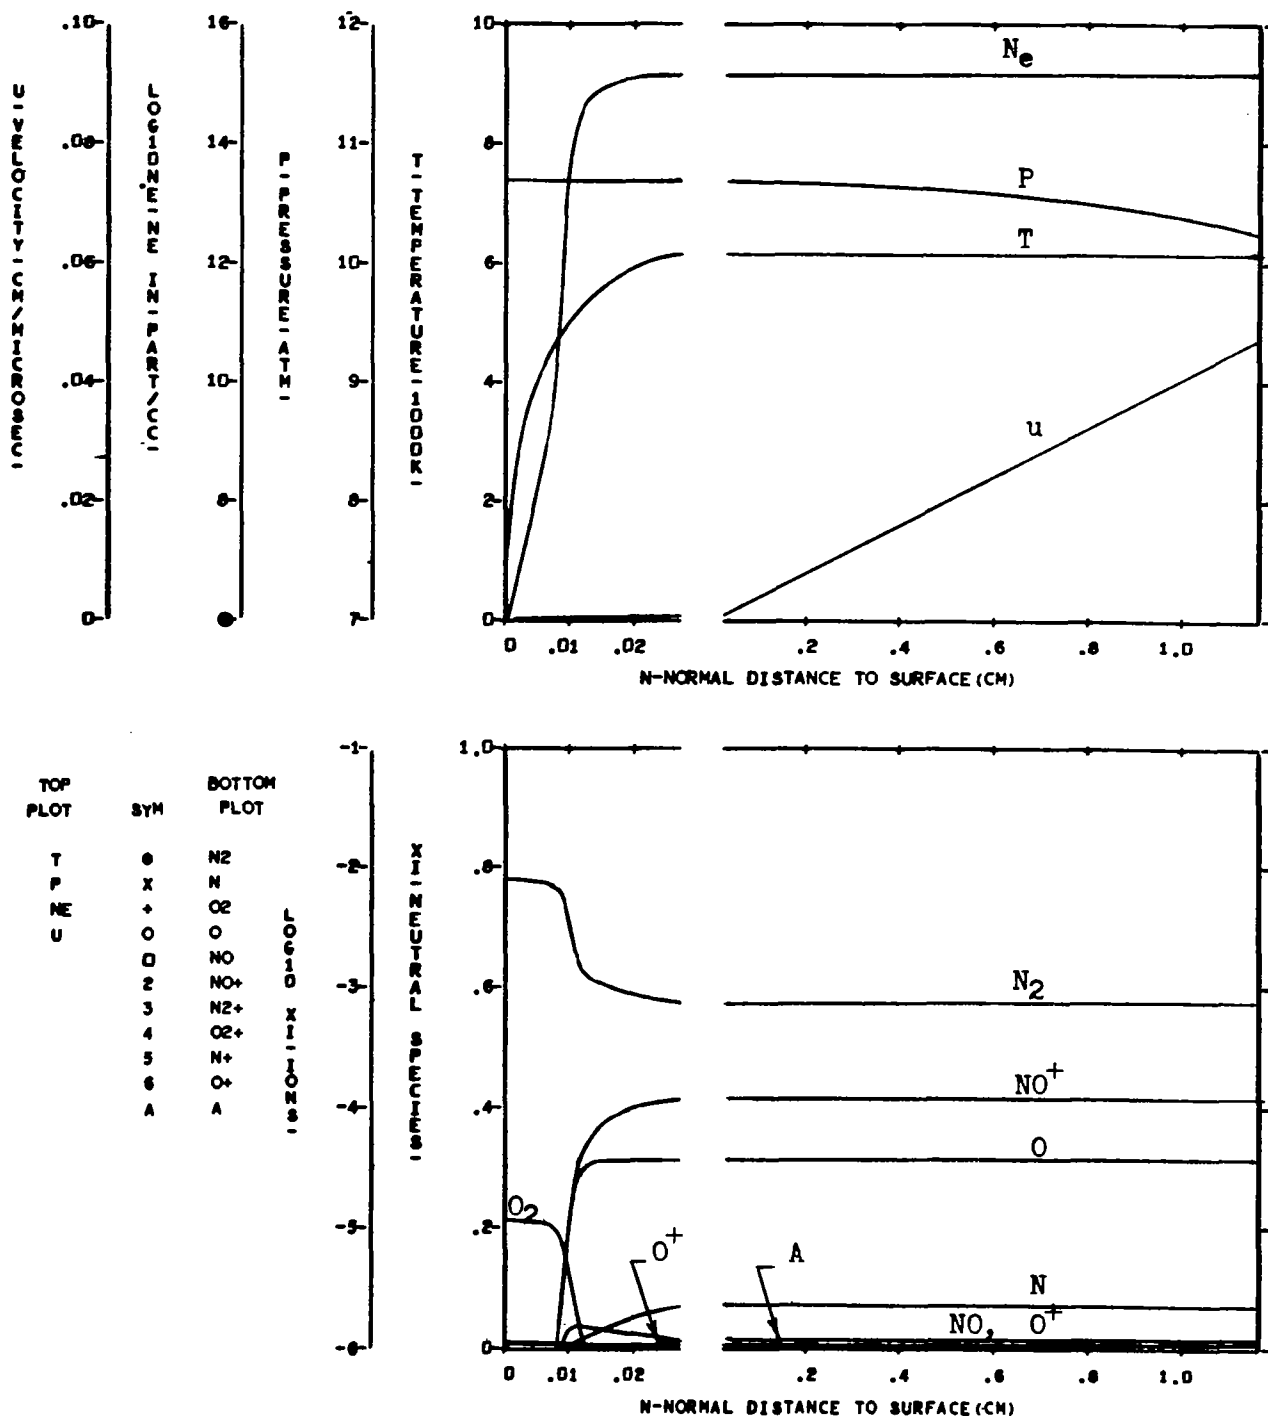 U-VELOCITY-CM/MICROSEC-
.10
.08
.06
.04
.02
0
LOG10NE-NE IN-PART/CC-
16
14
12
10
8
6
P-PRESSURE-ATM-
12
11
10
9
8
7
T-TEMPERATURE-1000K-
10
8
6
4
2
0
Ne
P
T
u
0 .01 .02 .2 .4 .6 .8 1.0
N-NORMAL DISTANCE TO SURFACE(CM)
TOP PLOT SYM BOTTOM PLOT
T N2
P X N
NE + O2
U O O
□ NO
2 NO+
3 N2+
4 O2+
5 N+
6 O+
A A
LOG10 XI-IONS-
-1
-2
-3
-4
-5
-6
XI-NEUTRAL SPECIES-
1.0
.8
.6
.4
.2
0
N2
NO+
O
O2
O+
A
N
NO, O+
0 .01 .02 .2 .4 .6 .8 1.0
N-NORMAL DISTANCE TO SURFACE(CM)